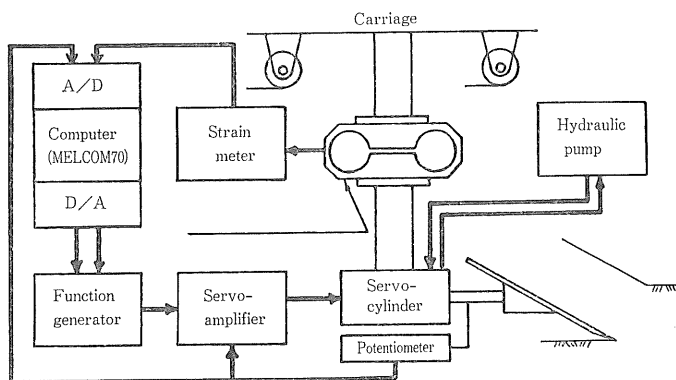 Carriage
A/D
Computer
(MELCOM70)
D/A
Strain
meter
Hydraulic
pump
Function
generator
Servo-
amplifier
Servo-
cylinder
Potentiometer